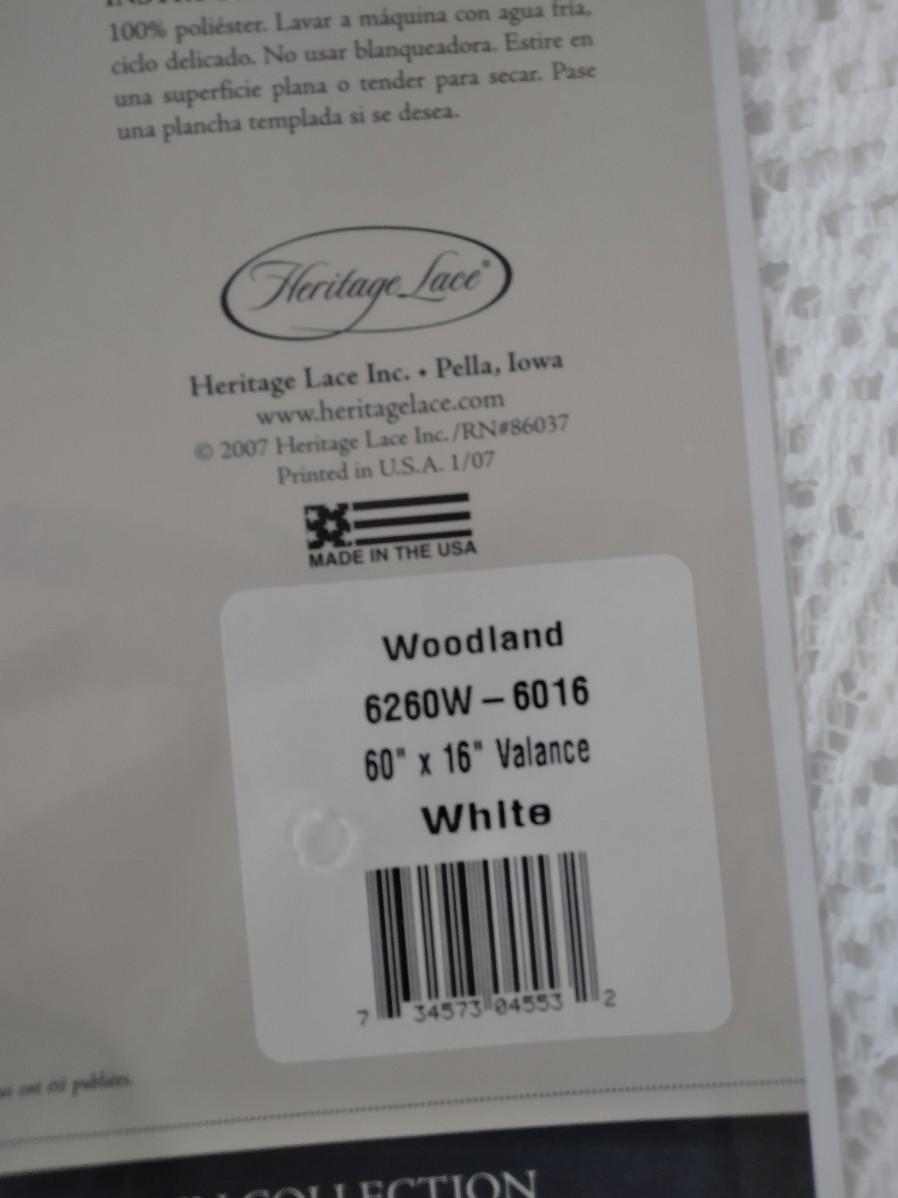 100% poliéster. Lavar a máquina con agua fría,
ciclo delicado. No usar blanqueadora. Estire en
una superficie plana o tender para secar. Pase
una plancha templada si se desea.
Heritage Lace®
Heritage Lace Inc. • Pella, Iowa
www.heritagelace.com
© 2007 Heritage Lace Inc./RN#86037
Printed in U.S.A. 1/07
MADE IN THE USA
Woodland
6260W – 6016
60" x 16" Valance
White
7 34573 04553 2
ont été publiées.
COLLECTION